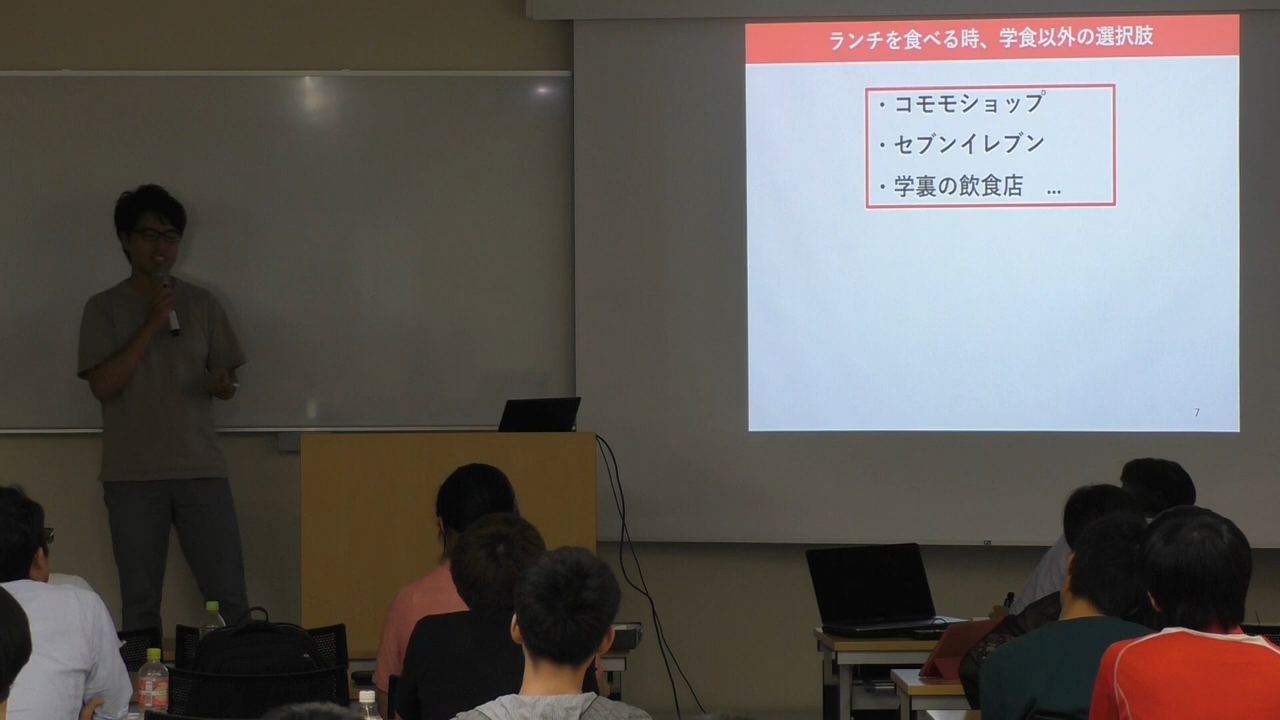 ランチを食べる時、学食以外の選択肢
・コモモショップ
・セブンイレブン
・学裏の飲食店 …
7